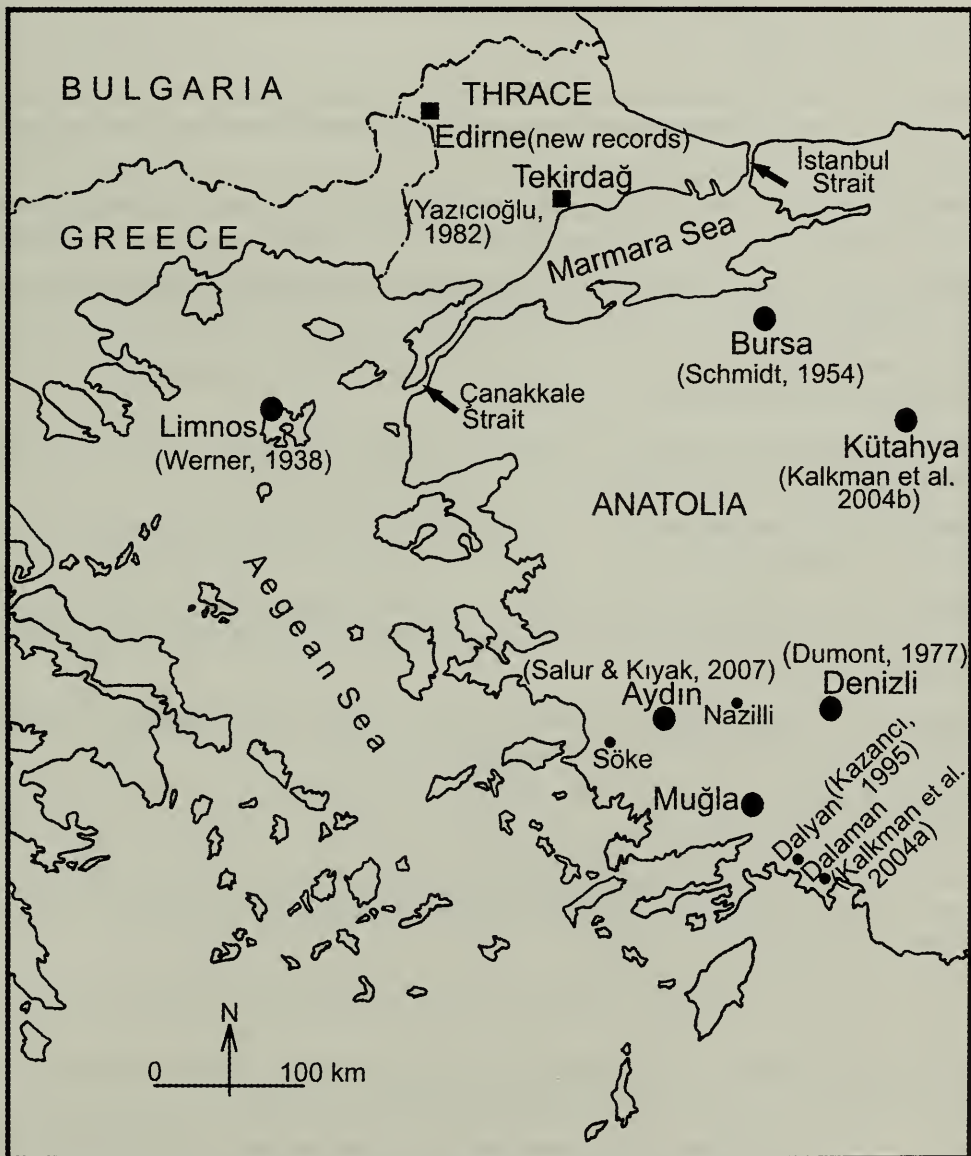 BULGARIA
THRACE
Edirne(new records)
İstanbul
Strait
Tekirdağ
(Yazıcıoğlu,
1982)
GREECE
Marmara Sea
Bursa
(Schmidt, 1954)
Çanakkale
Strait
Limnos
(Werner, 1938)
Kütahya
(Kalkman et al.
2004b)
ANATOLIA
Aegean Sea
(Salur & Kıyak, 2007)
Aydın
Nazilli
(Dumont, 1977)
Denizli
Söke
Muğla
Dalyan(Kazancı,
1995)
Dalaman
(Kalkman et al.
2004a)
N
0 100 km